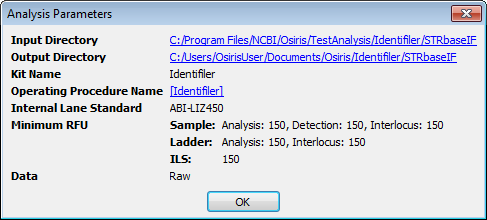 Analysis Parameters
Input Directory C:/Program Files/NCBI/Osiris/TestAnalysis/Identifiler/STRbaseIF
Output Directory C:/Users/OsirisUser/Documents/Osiris/Identifiler/STRbaseIF
Kit Name Identifiler
Operating Procedure Name [Identifiler]
Internal Lane Standard ABI-LIZ450
Minimum RFU Sample: Analysis: 150, Detection: 150, Interlocus: 150
Ladder: Analysis: 150, Interlocus: 150
ILS: 150
Data Raw
OK